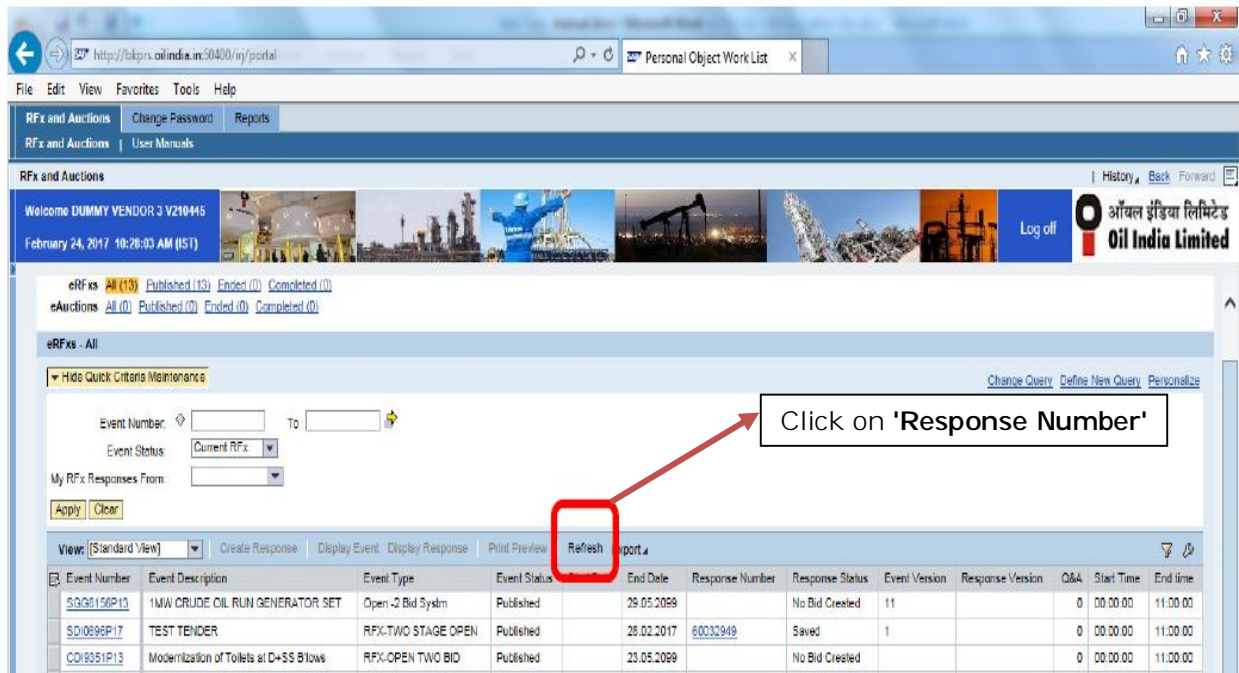 http://bkprs.oilindia.in:50400/irj/portal
Personal Object Work List
File Edit View Favorites Tools Help
RFx and Auctions Change Password Reports
RFx and Auctions | User Manuals
RFx and Auctions | History Back Forward
Welcome DUMMY VENDOR 3 V210445
February 24, 2017 10:28:03 AM (IST)
Log off
ऑयल इंडिया लिमिटेड
Oil India Limited
eRFxs All (13) Published (13) Ended (0) Completed (0)
eAuctions All (0) Published (0) Ended (0) Completed (0)
eRFxs - All
Hide Quick Criteria Maintenance Change Query Define New Query Personalize
Click on 'Response Number'
Event Number: To
Event Status: Current RFx
My RFx Responses From:
Apply Clear
View: [Standard View] Create Response Display Event Display Response Print Preview Refresh Export
Event Number Event Description Event Type Event Status End Date Response Number Response Status Event Version Response Version Q&A Start Time End time
SGG6156P13 1MW CRUDE OIL RUN GENERATOR SET Open -2 Bid Systm Published 29.05.2099 No Bid Created 11 0 00:00:00 11:00:00
SDI0696P17 TEST TENDER RFX-TWO STAGE OPEN Published 28.02.2017 60032949 Saved 1 0 00:00:00 11:00:00
CDI9351P13 Modernization of Toilets at D+SS B'lows RFX-OPEN TWO BID Published 23.05.2099 No Bid Created 0 00:00:00 11:00:00